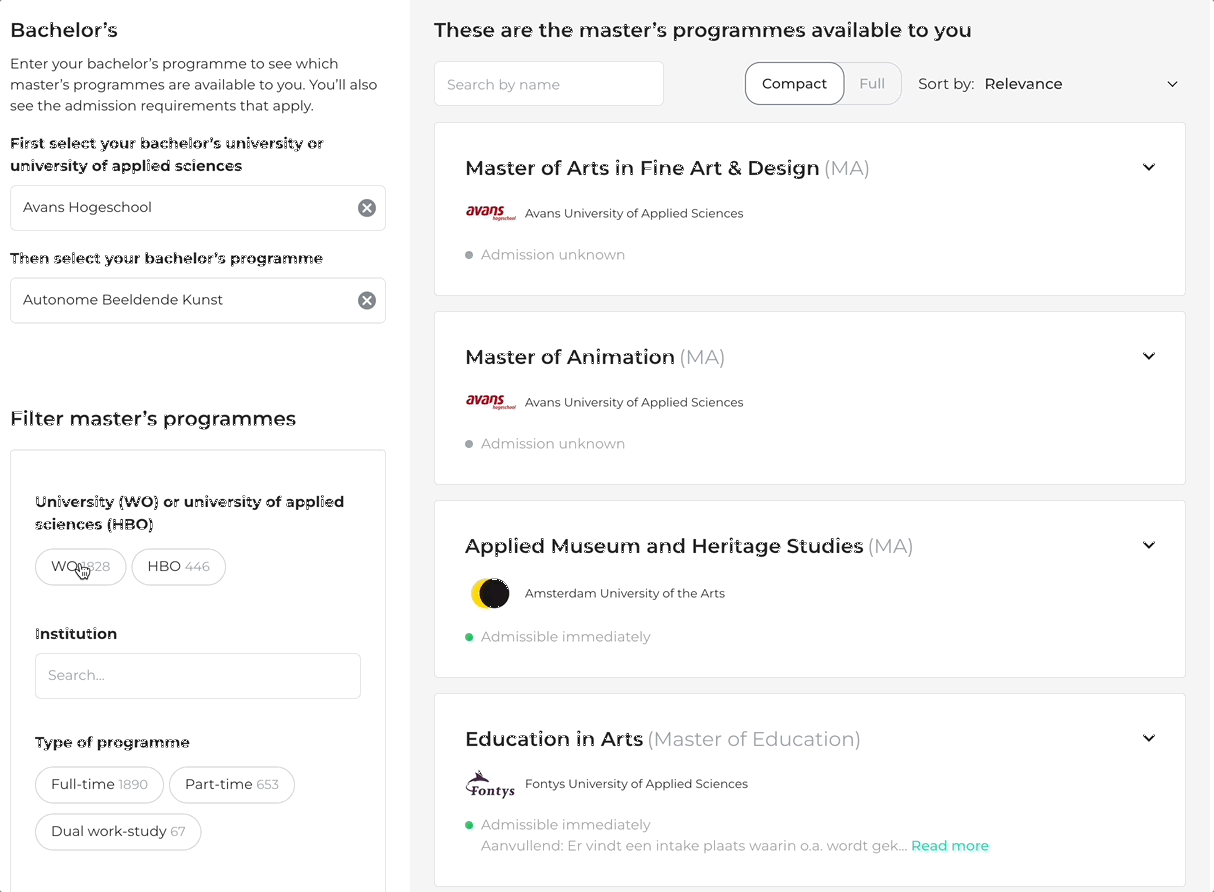 Bachelor's
Enter your bachelor's programme to see which
master's programmes are available to you. You'll also
see the admission requirements that apply.
First select your bachelor's university or
university of applied sciences
Avans Hogeschool
Then select your bachelor's programme
Autonome Beeldende Kunst
Filter master's programmes
University (WO) or university of applied
sciences (HBO)
WO 1828
HBO 446
Institution
Search...
Type of programme
Full-time 1890
Part-time 653
Dual work-study 67
These are the master's programmes available to you
Search by name
Compact
Full
Sort by: Relevance
Master of Arts in Fine Art & Design (MA)
avans
hogeschool
Avans University of Applied Sciences
Admission unknown
Master of Animation (MA)
avans
hogeschool
Avans University of Applied Sciences
Admission unknown
Applied Museum and Heritage Studies (MA)
Amsterdam University of the Arts
Admissible immediately
Education in Arts (Master of Education)
Fontys
Fontys University of Applied Sciences
Admissible immediately
Aanvullend: Er vindt een intake plaats waarin o.a. wordt gek... Read more